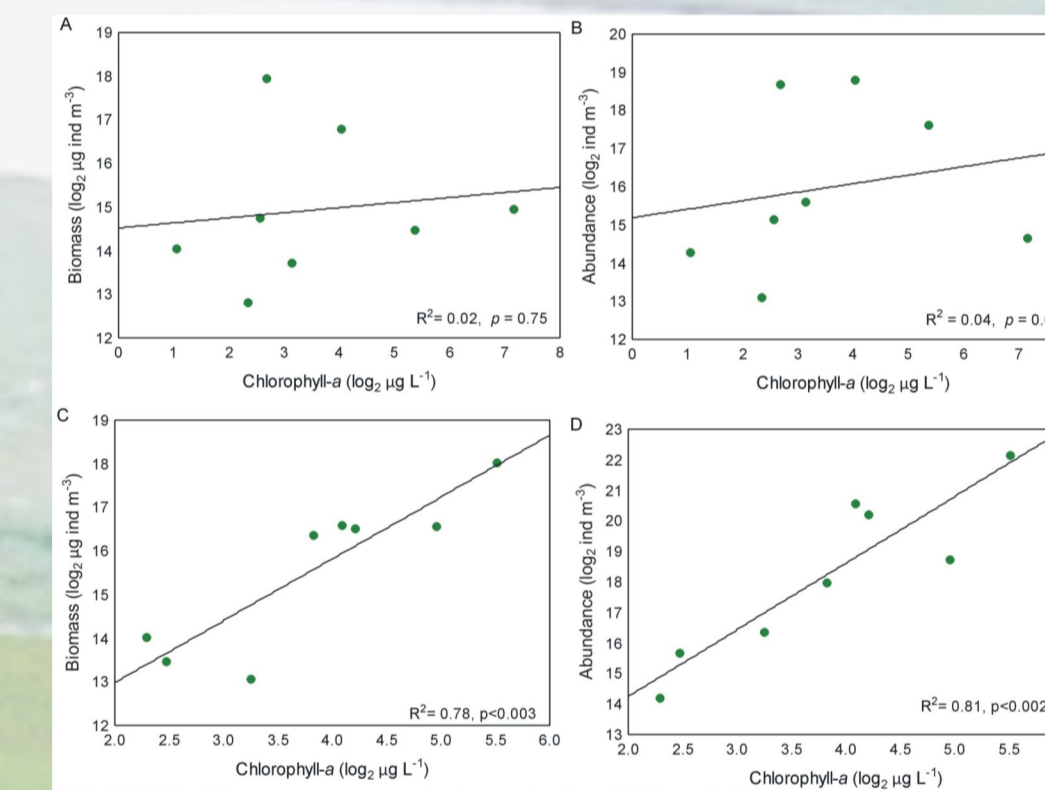 A
19
18
17
16
15
14
13
12
Biomass (log₂ µg ind m⁻³)
R²= 0.02, p = 0.75
0 1 2 3 4 5 6 7 8
Chlorophyll-a (log₂ µg L⁻¹)
B
20
19
18
17
16
15
14
13
12
Abundance (log₂ ind m⁻³)
R² = 0.04, p = 0.
0 1 2 3 4 5 6 7
Chlorophyll-a (log₂ µg L⁻¹)
C
19
18
17
16
15
14
13
12
Biomass (log₂ µg ind m⁻³)
R²= 0.78, p<0.003
2.0 2.5 3.0 3.5 4.0 4.5 5.0 5.5 6.0
Chlorophyll-a (log₂ µg L⁻¹)
D
23
22
21
20
19
18
17
16
15
14
13
Abundance (log₂ ind m⁻³)
R²= 0.81, p<0.002
2.0 2.5 3.0 3.5 4.0 4.5 5.0 5.5
Chlorophyll-a (log₂ µg L⁻¹)